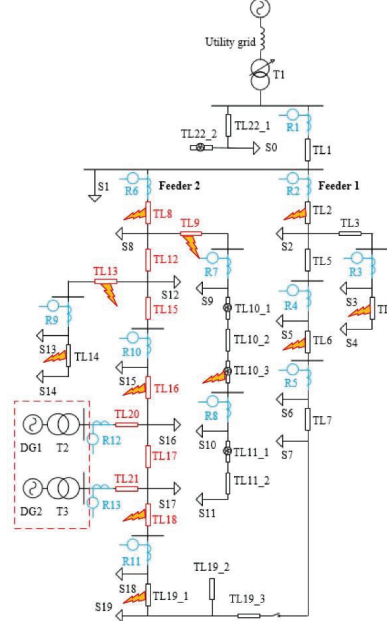 Utility grid
T1
R1
TL22_1
TL22_2
TL1
S0
S1
R6
Feeder 2
R2
Feeder 1
TL8
TL9
TL2
TL3
S8
S2
TL12
R7
TL5
R3
TL13
S12
S9
R4
S3
R9
TL15
TL10_1
S5
S4
S13
R10
TL10_2
TL6
TL14
S15
TL10_3
R5
S14
TL16
R8
S6
TL20
S16
S10
TL7
DG1
T2
R12
TL17
TL11_1
S7
TL21
S17
TL11_2
DG2
T3
R13
TL18
S11
R11
S18
TL19_2
S19
TL19_1
TL19_3